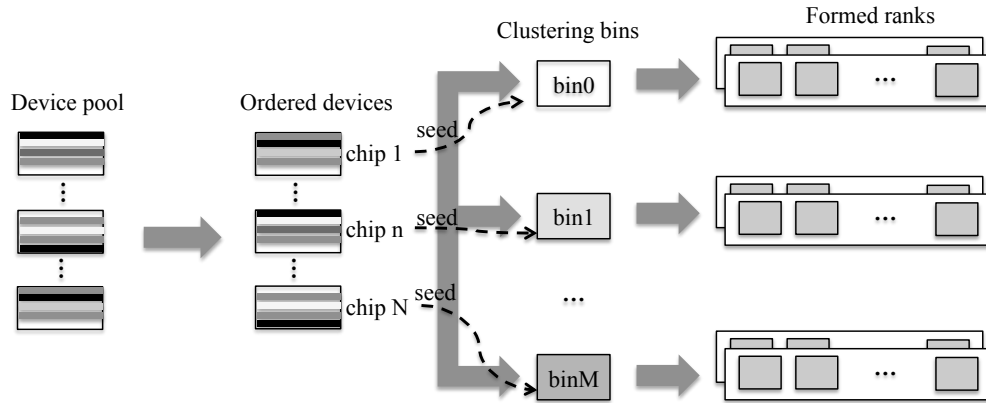 Device pool
Ordered devices
Clustering bins
Formed ranks
chip 1
seed
bin0
...
chip n
seed
bin1
...
chip N
seed
...
binM
...